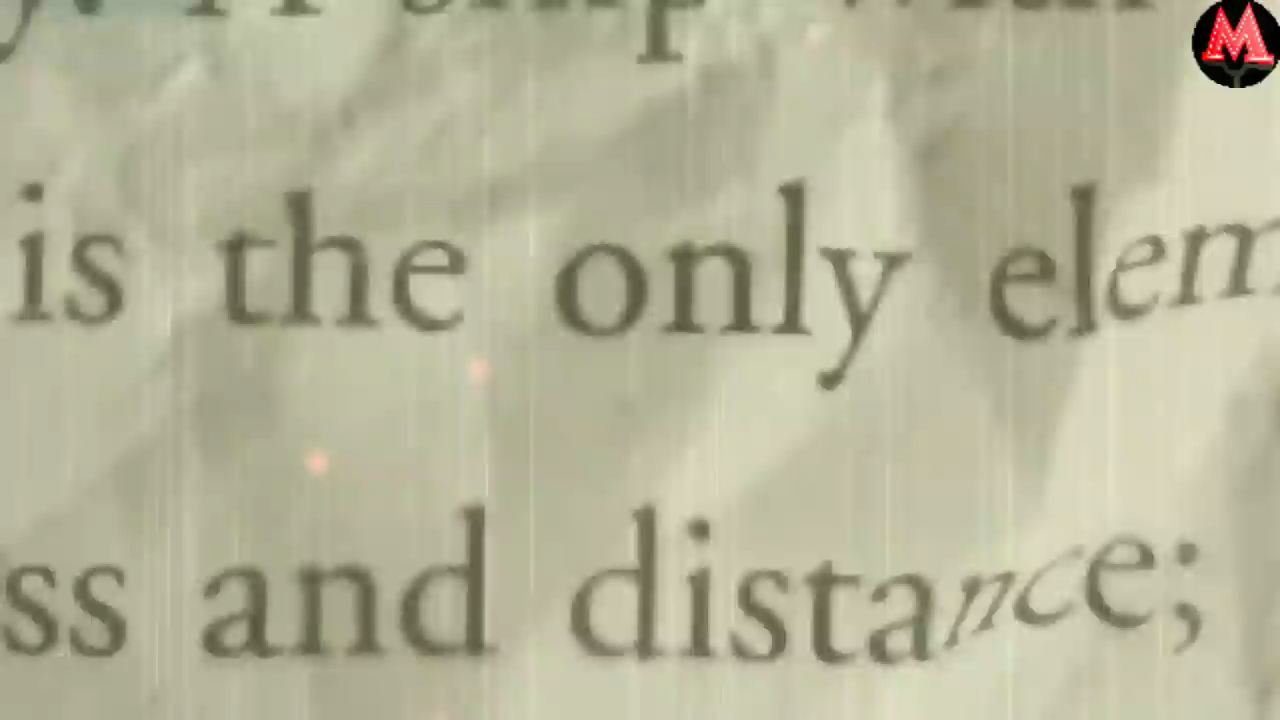 is the only elem
ss and distance;
M